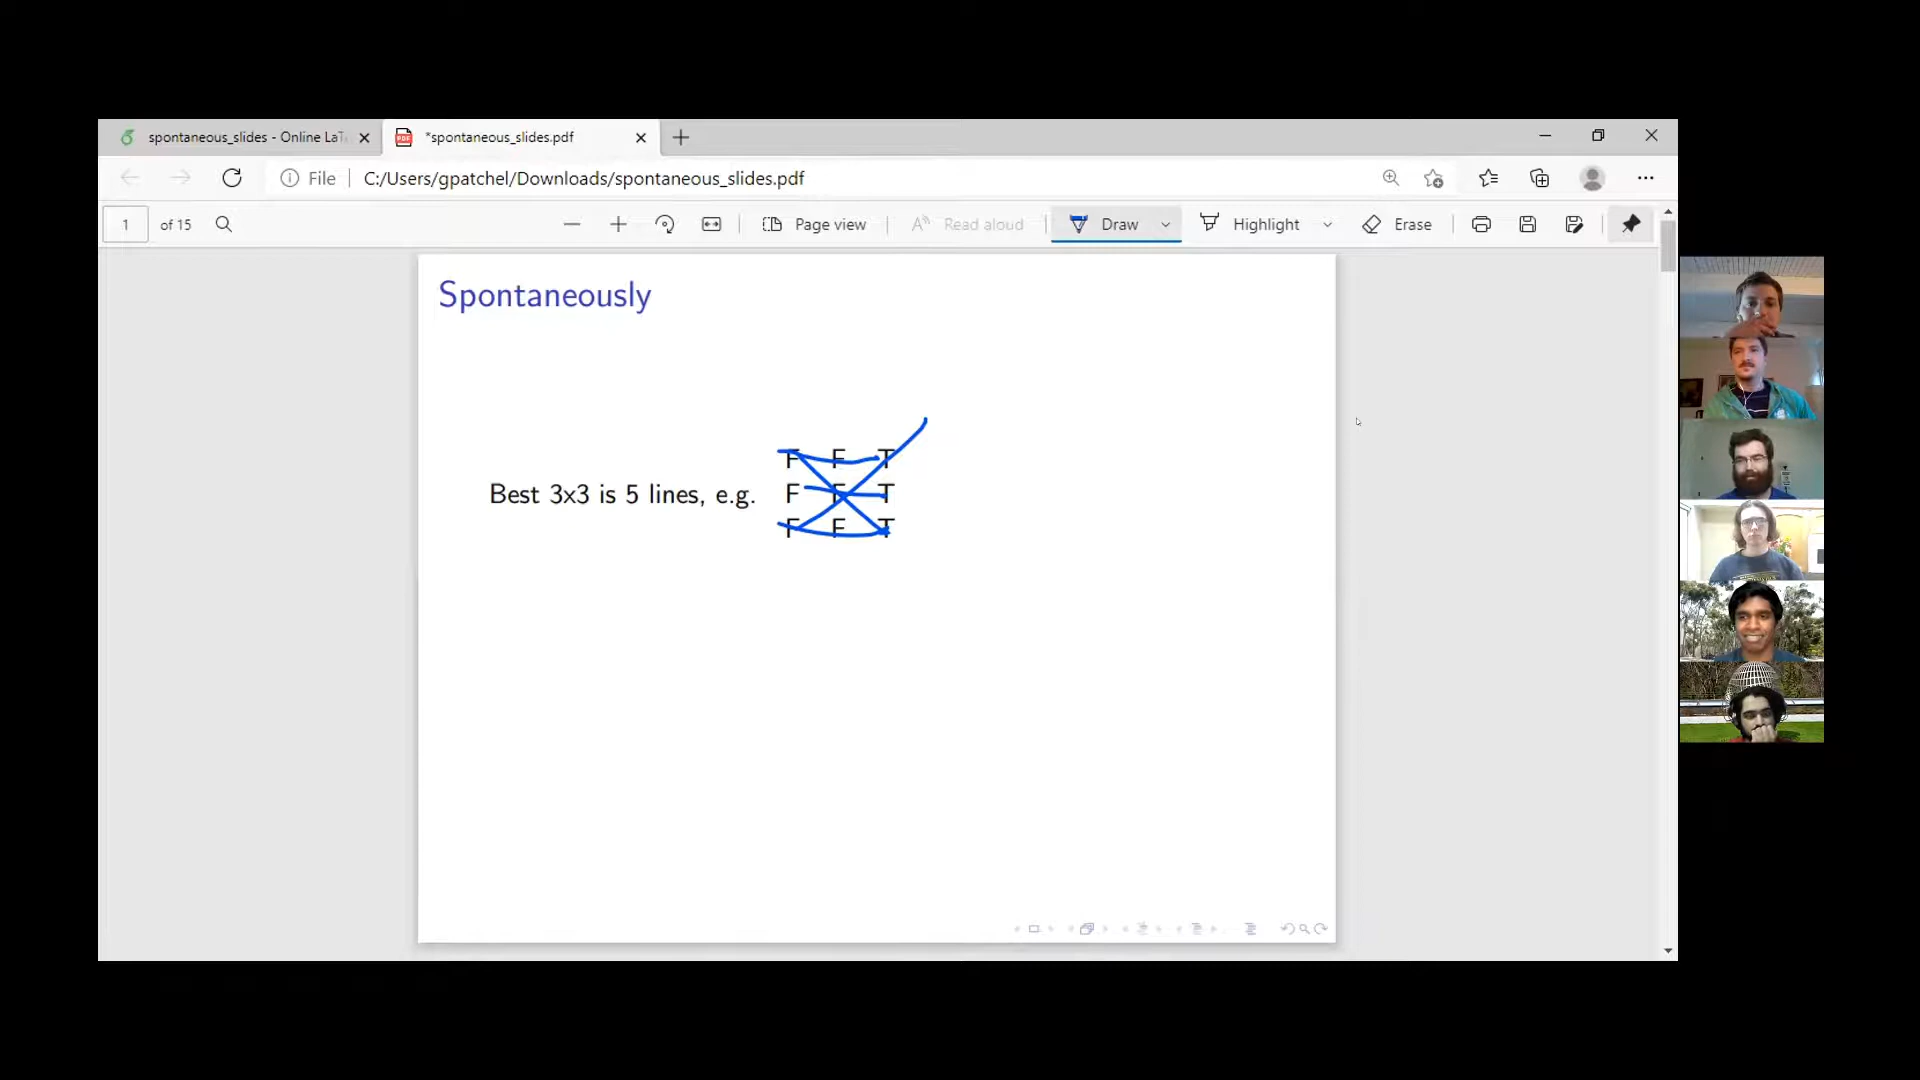 spontaneous_slides - Online LaT
*spontaneous_slides.pdf
File
C:/Users/gpatchel/Downloads/spontaneous_slides.pdf
1 of 15
Page view
Read aloud
Draw
Highlight
Erase
Spontaneously
F F T
Best 3x3 is 5 lines, e.g. F F T
F F T